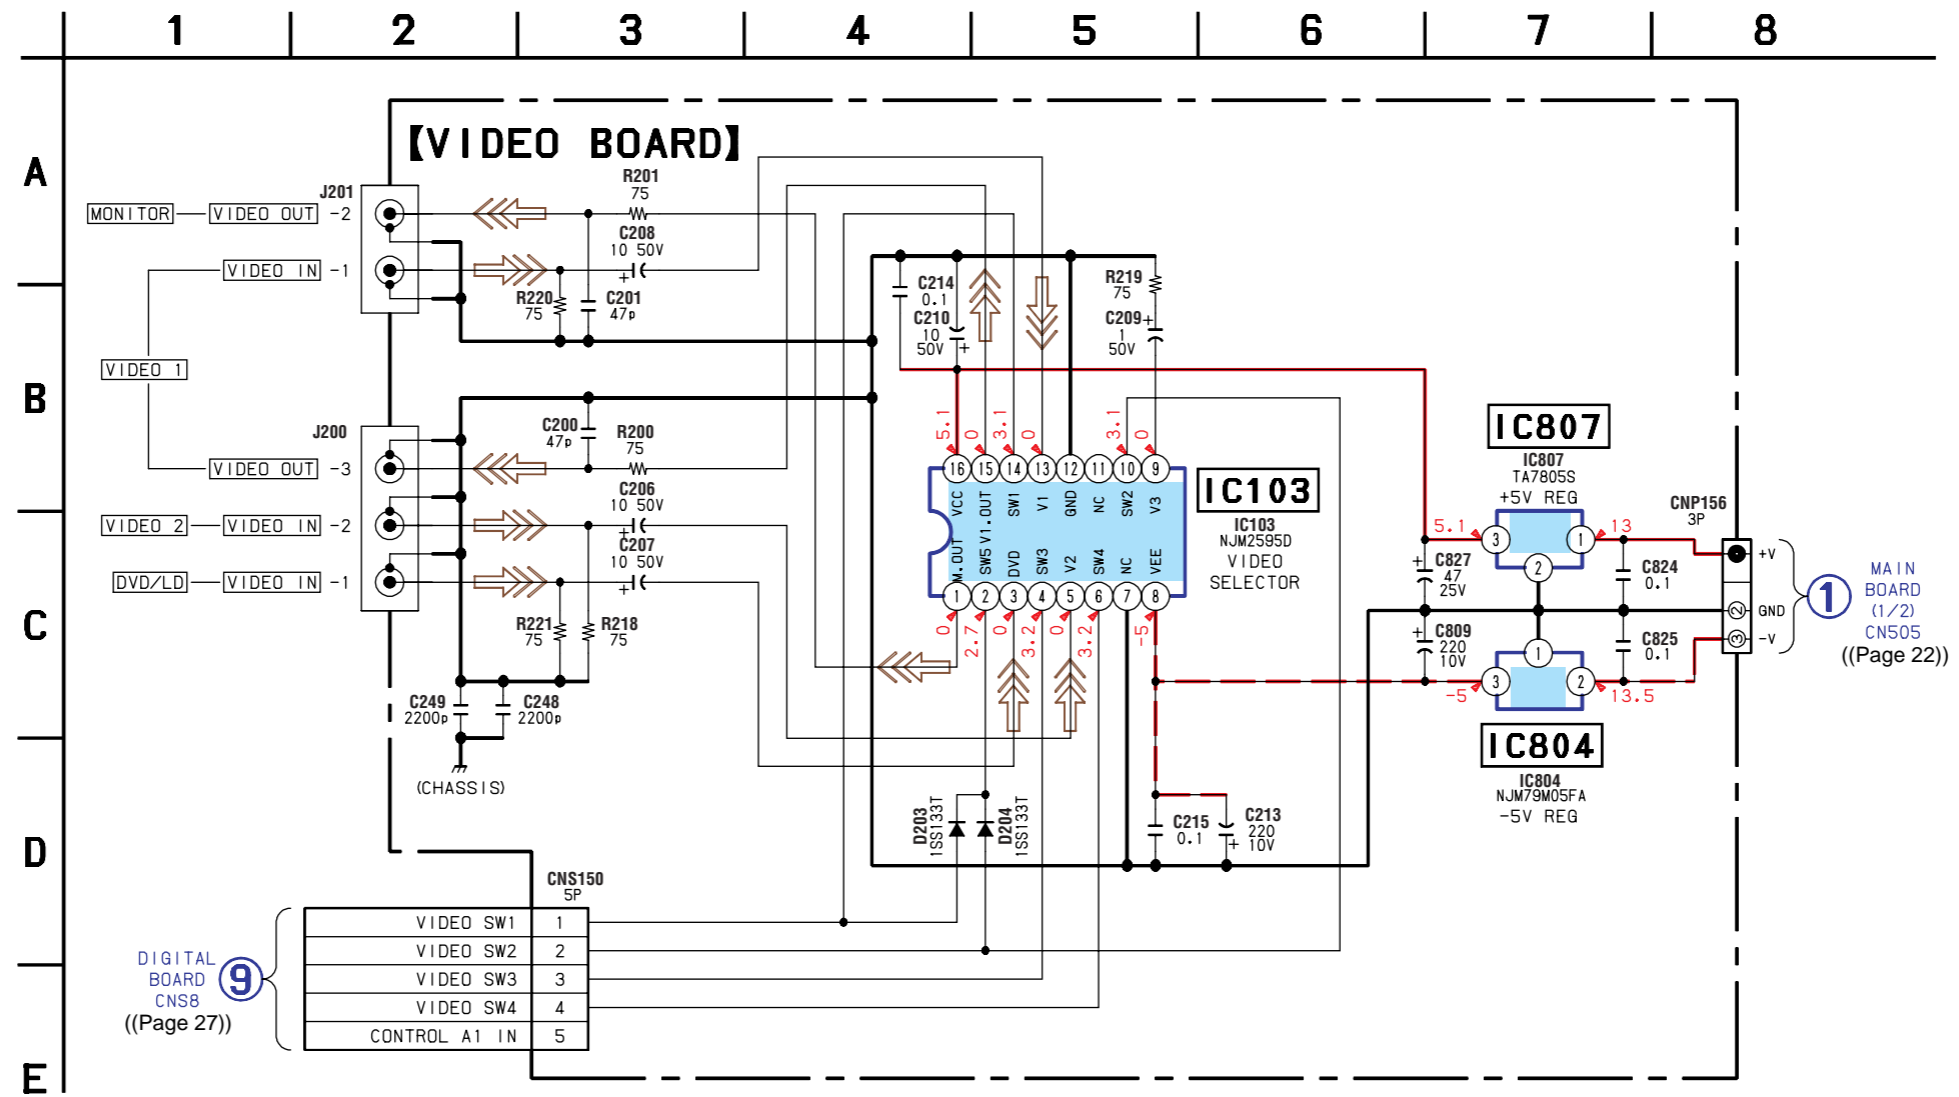 1 2 3 4 5 6 7 8
A
B
C
D
E
【VIDEO BOARD】
MONITOR VIDEO OUT -2
J201
VIDEO IN -1
VIDEO 1
J200
VIDEO OUT -3
VIDEO 2 VIDEO IN -2
DVD/LD VIDEO IN -1
R201
75
C208
10 50V
+
R220
75
C201
47p
C200
47p
R200
75
C206
10 50V
+
C207
10 50V
+
R221
75
R218
75
C249
2200p
C248
2200p
(CHASSIS)
C214
0.1
C210
10
50V
+
R219
75
C209
+
1
50V
5.1 0 3.1 0 3.1 0
16 15 14 13 12 11 10 9
VCC V1.OUT SW1 V1 GND NC SW2 V3
M.OUT SW5 DVD SW3 V2 SW4 NC VEE
1 2 3 4 5 6 7 8
0 2.7 0 3.2 0 3.2 -5
IC103
IC103
NJM2595D
VIDEO
SELECTOR
D203
1SS133T
D204
1SS133T
C215
0.1
C213
220
10V
+
IC807
IC807
TA7805S
+5V REG
5.1 3 1 13
2
+
C827
47
25V
C824
0.1
+
C809
220
10V
C825
0.1
1
-5 3 2 13.5
IC804
IC804
NJM79M05FA
-5V REG
CNP156
3P
+V
2 GND
3 -V
1
MAIN
BOARD
(1/2)
CN505
((Page 22))
CNS150
5P
VIDEO SW1 1
VIDEO SW2 2
VIDEO SW3 3
VIDEO SW4 4
CONTROL A1 IN 5
DIGITAL
BOARD
CNS8
((Page 27))
9